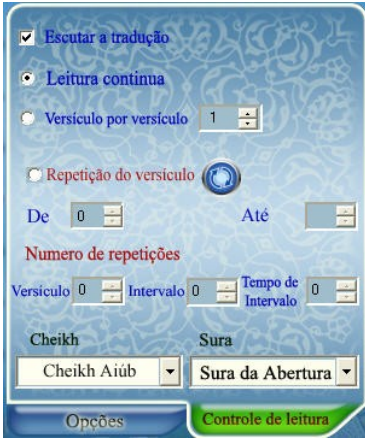 Escutar a tradução
Leitura continua
Versículo por versículo 1
Repetição do versículo
De 0 Até
Numero de repetições
Versículo 0 Intervalo 0 Tempo de Intervalo 0
Cheikh Sura
Cheikh Aiúb Sura da Abertura
Opções Controle de leitura